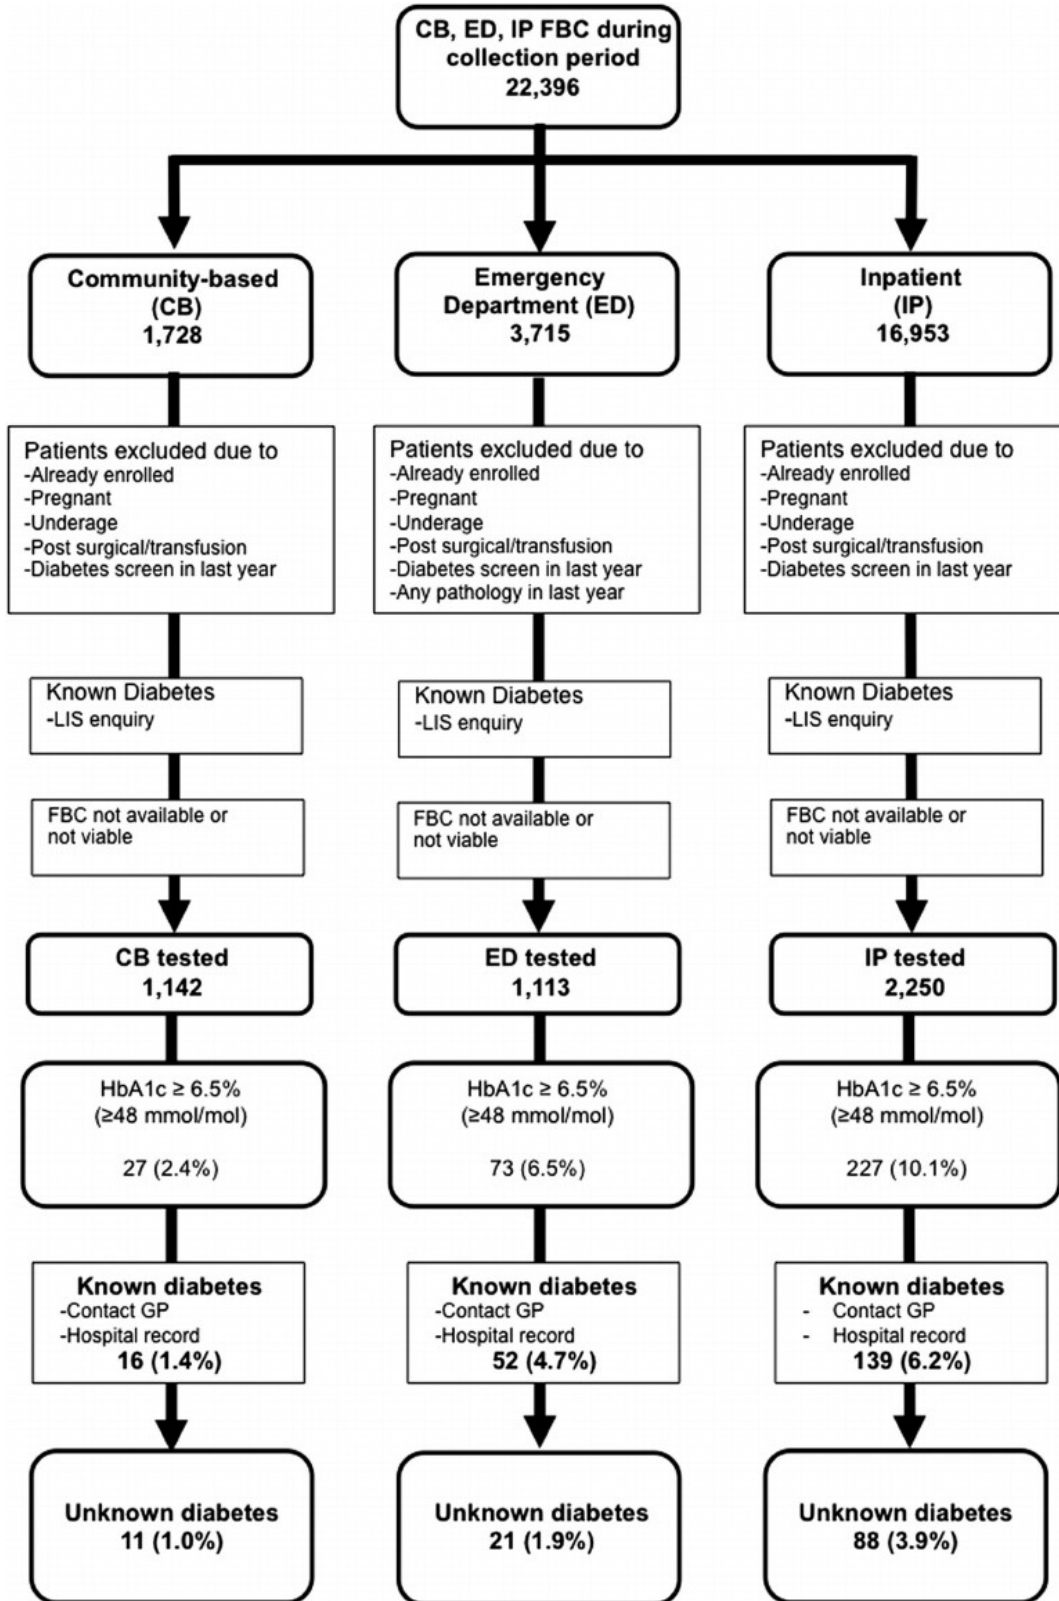 CB, ED, IP FBC during
collection period
22,396
Community-based
(CB)
1,728
Emergency
Department (ED)
3,715
Inpatient
(IP)
16,953
Patients excluded due to
-Already enrolled
-Pregnant
-Underage
-Post surgical/transfusion
-Diabetes screen in last year
Patients excluded due to
-Already enrolled
-Pregnant
-Underage
-Post surgical/transfusion
-Diabetes screen in last year
-Any pathology in last year
Patients excluded due to
-Already enrolled
-Pregnant
-Underage
-Post surgical/transfusion
-Diabetes screen in last year
Known Diabetes
-LIS enquiry
Known Diabetes
-LIS enquiry
Known Diabetes
-LIS enquiry
FBC not available or
not viable
FBC not available or
not viable
FBC not available or
not viable
CB tested
1,142
ED tested
1,113
IP tested
2,250
HbA1c ≥ 6.5%
(≥48 mmol/mol)
27 (2.4%)
HbA1c ≥ 6.5%
(≥48 mmol/mol)
73 (6.5%)
HbA1c ≥ 6.5%
(≥48 mmol/mol)
227 (10.1%)
Known diabetes
-Contact GP
-Hospital record
16 (1.4%)
Known diabetes
-Contact GP
-Hospital record
52 (4.7%)
Known diabetes
- Contact GP
- Hospital record
139 (6.2%)
Unknown diabetes
11 (1.0%)
Unknown diabetes
21 (1.9%)
Unknown diabetes
88 (3.9%)